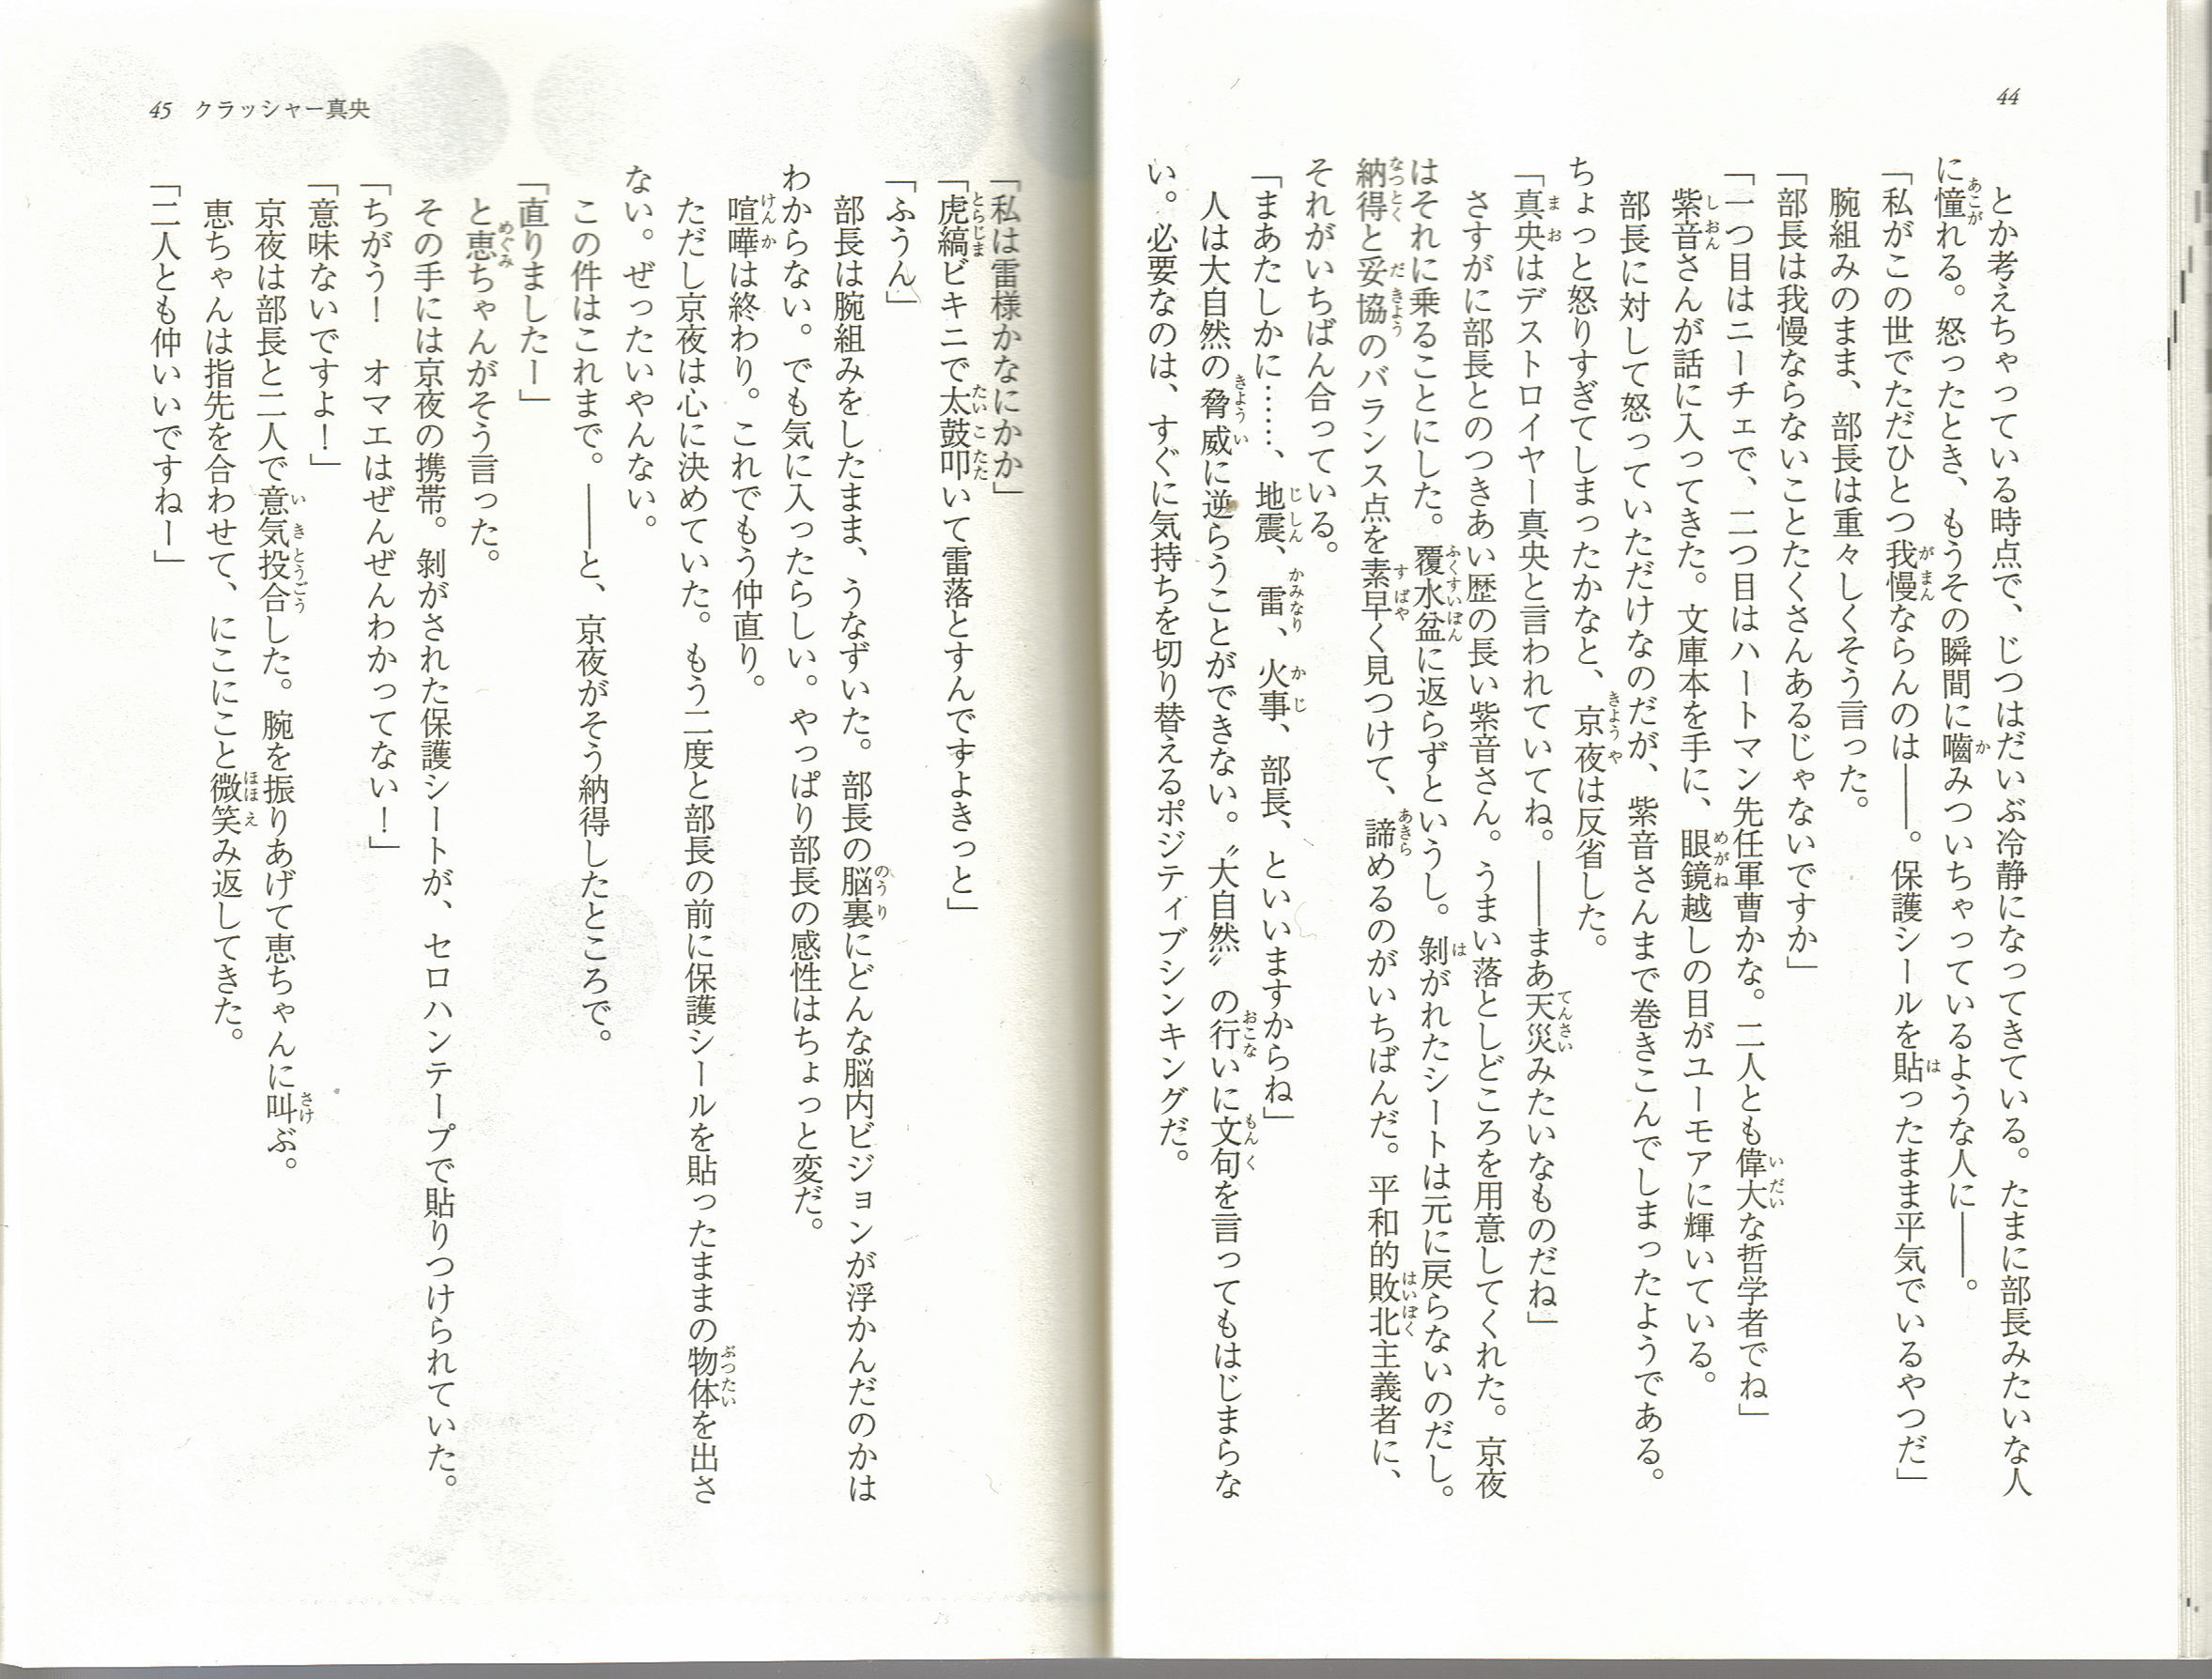 44
とか考えちゃっている時点で、じつはだいぶ冷静になってきている。たまに部長みたいな人
に憧れる。怒ったとき、もうその瞬間に嚙みついちゃっているような人に――。
「私がこの世でただひとつ我慢ならんのは――。保護シールを貼ったまま平気でいるやつだ」
腕組みのまま、部長は重々しくそう言った。
「部長は我慢ならないことたくさんあるじゃないですか」
「一つ目はニーチェで、二つ目はハートマン先任軍曹かな。二人とも偉大な哲学者でね」
紫音さんが話に入ってきた。文庫本を手に、眼鏡越しの目がユーモアに輝いている。
部長に対して怒っていただけなのだが、紫音さんまで巻きこんでしまったようである。
ちょっと怒りすぎてしまったかなと、京夜は反省した。
「真央はデストロイヤー真央と言われていてね。――まあ天災みたいなものだね」
さすがに部長とのつきあい歴の長い紫音さん。うまい落としどころを用意してくれた。京夜
はそれに乗ることにした。覆水盆に返らずというし。剝がれたシートは元に戻らないのだし。
納得と妥協のバランス点を素早く見つけて、諦めるのがいちばんだ。平和的敗北主義者に、
それがいちばん合っている。
「まあたしかに……、地震、雷、火事、部長、といいますからね」
人は大自然の脅威に逆らうことができない。〝大自然〟の行いに文句を言ってもはじまらな
い。必要なのは、すぐに気持ちを切り替えるポジティブシンキングだ。
45 クラッシャー真央
「私は雷様かなにかか」
「虎縞ビキニで太鼓叩いて雷落とすんですよきっと」
「ふうん」
部長は腕組みをしたまま、うなずいた。部長の脳裏にどんな脳内ビジョンが浮かんだのかは
わからない。でも気に入ったらしい。やっぱり部長の感性はちょっと変だ。
喧嘩は終わり。これでもう仲直り。
ただし京夜は心に決めていた。もう二度と部長の前に保護シールを貼ったままの物体を出さ
ない。ぜったいやんない。
この件はこれまで。――と、京夜がそう納得したところで。
「直りましたー」
と恵ちゃんがそう言った。
その手には京夜の携帯。剝がされた保護シートが、セロハンテープで貼りつけられていた。
「ちがう！　オマエはぜんぜんわかってない！」
「意味ないですよ！」
京夜は部長と二人で意気投合した。腕を振りあげて恵ちゃんに叫ぶ。
恵ちゃんは指先を合わせて、にこにこと微笑み返してきた。
「二人とも仲いいですねー」